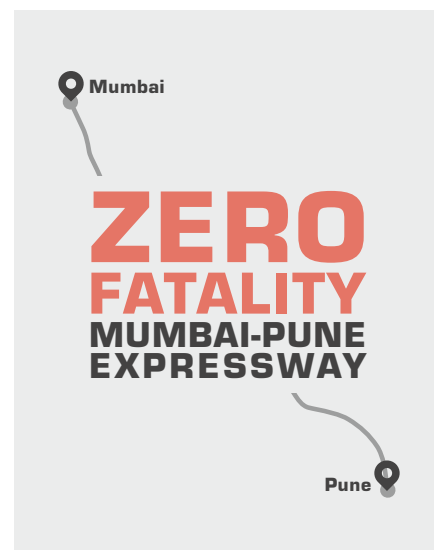 Mumbai
ZERO
FATALITY
MUMBAI-PUNE
EXPRESSWAY
Pune